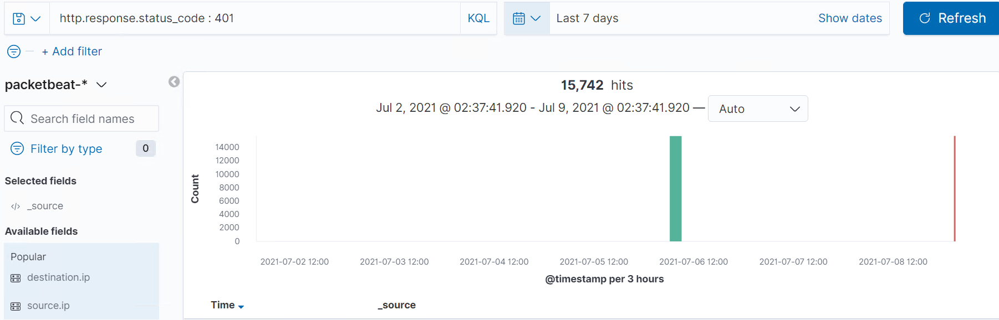 http.response.status_code : 401 KQL Last 7 days Show dates Refresh
+ Add filter
packetbeat-*
15,742 hits
Jul 2, 2021 @ 02:37:41.920 - Jul 9, 2021 @ 02:37:41.920 — Auto
Search field names
Filter by type 0
Selected fields
_source
Available fields
Popular
destination.ip
source.ip
Count
14000
12000
10000
8000
6000
4000
2000
0
2021-07-02 12:00 2021-07-03 12:00 2021-07-04 12:00 2021-07-05 12:00 2021-07-06 12:00 2021-07-07 12:00 2021-07-08 12:00
@timestamp per 3 hours
Time _source